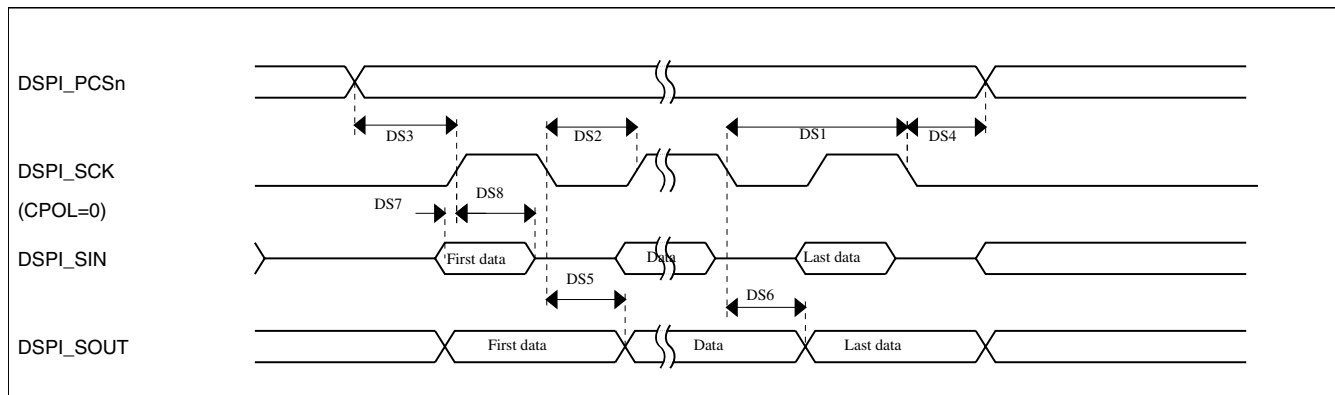 DSPI_PCSn
DS3
DS2
DS1
DS4
DSPI_SCK
(CPOL=0)
DS7
DS8
DSPI_SIN
First data
Data
Last data
DS5
DS6
DSPI_SOUT
First data
Data
Last data